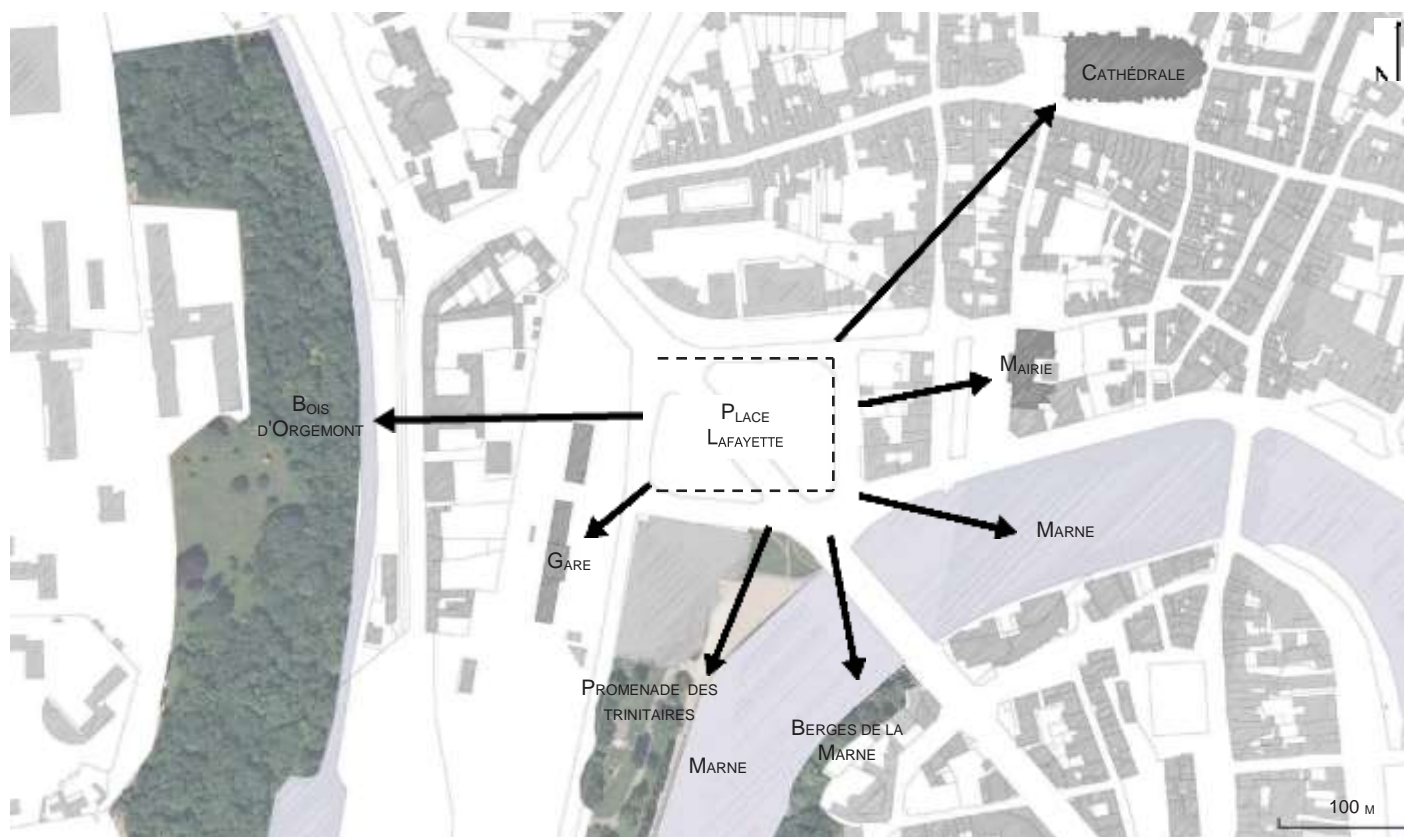 CATHÉDRALE
N
MAIRIE
BOIS
D'ORGEMONT
PLACE
LAFAYETTE
MARNE
GARE
PROMENADE DES
TRINITAIRES
BERGES DE LA
MARNE
MARNE
100 M